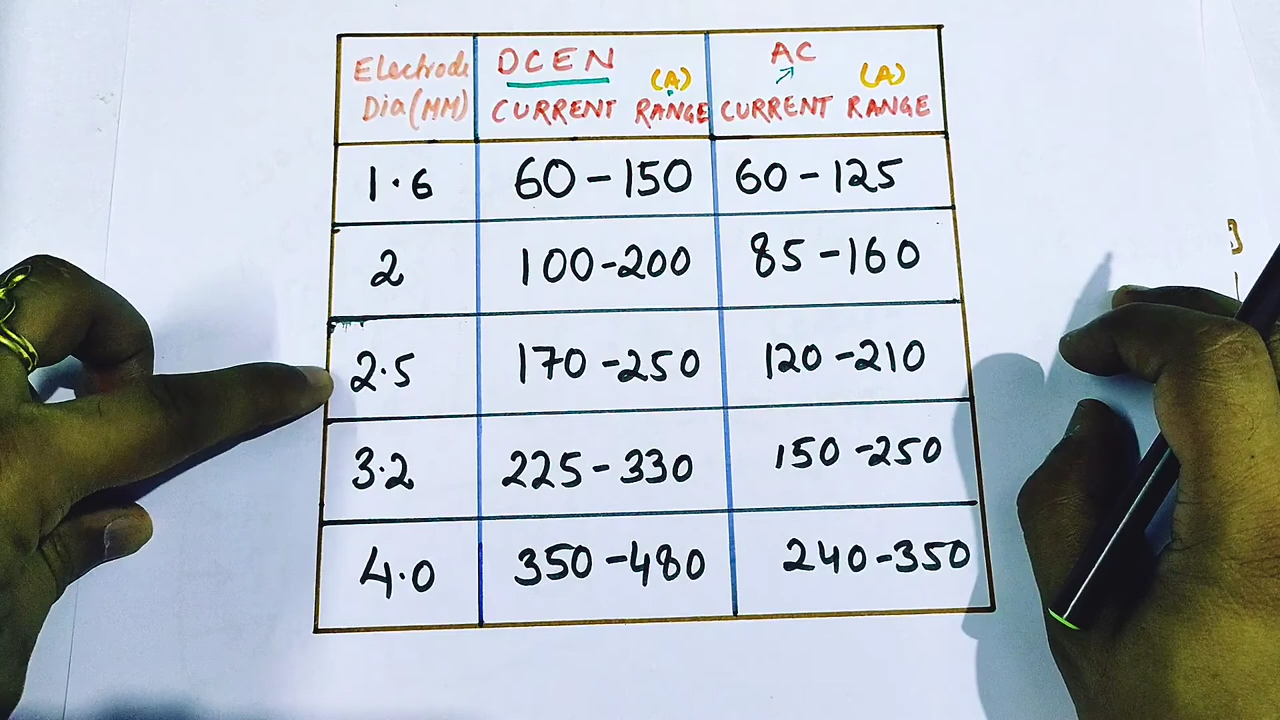 Electrode Dia(MM) DCEN CURRENT RANGE (A) AC CURRENT RANGE (A)
1.6 60-150 60-125
2 100-200 85-160
2.5 170-250 120-210
3.2 225-330 150-250
4.0 350-480 240-350